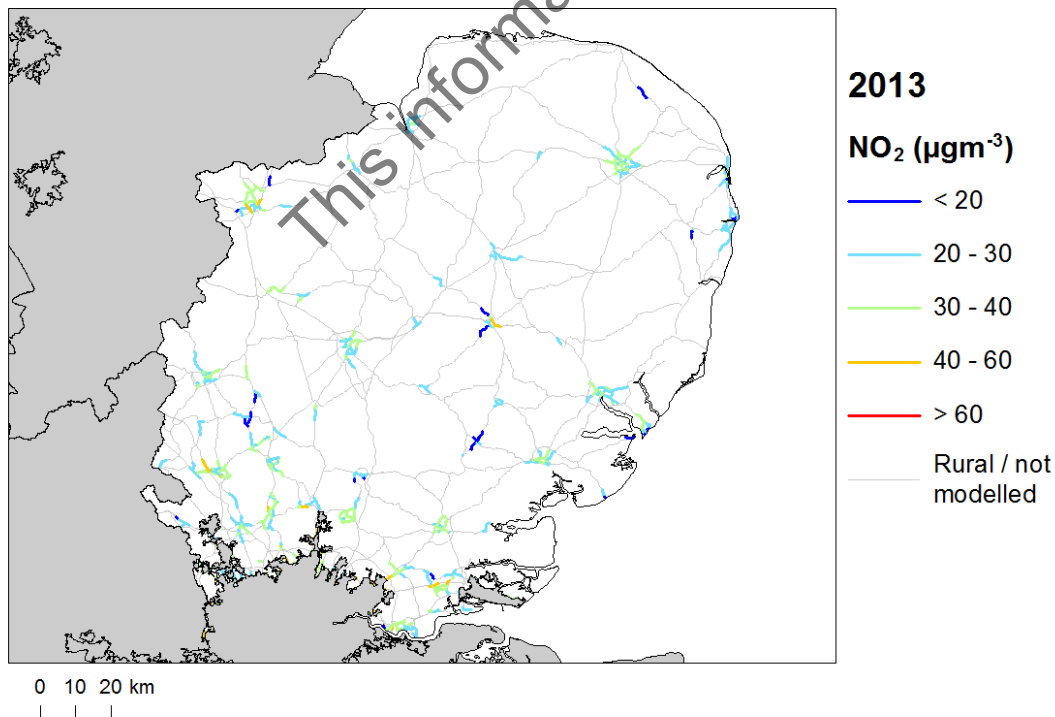 This informa
2013
NO₂ (µgm⁻³)
< 20
20 - 30
30 - 40
40 - 60
> 60
Rural / not
modelled
0 10 20 km